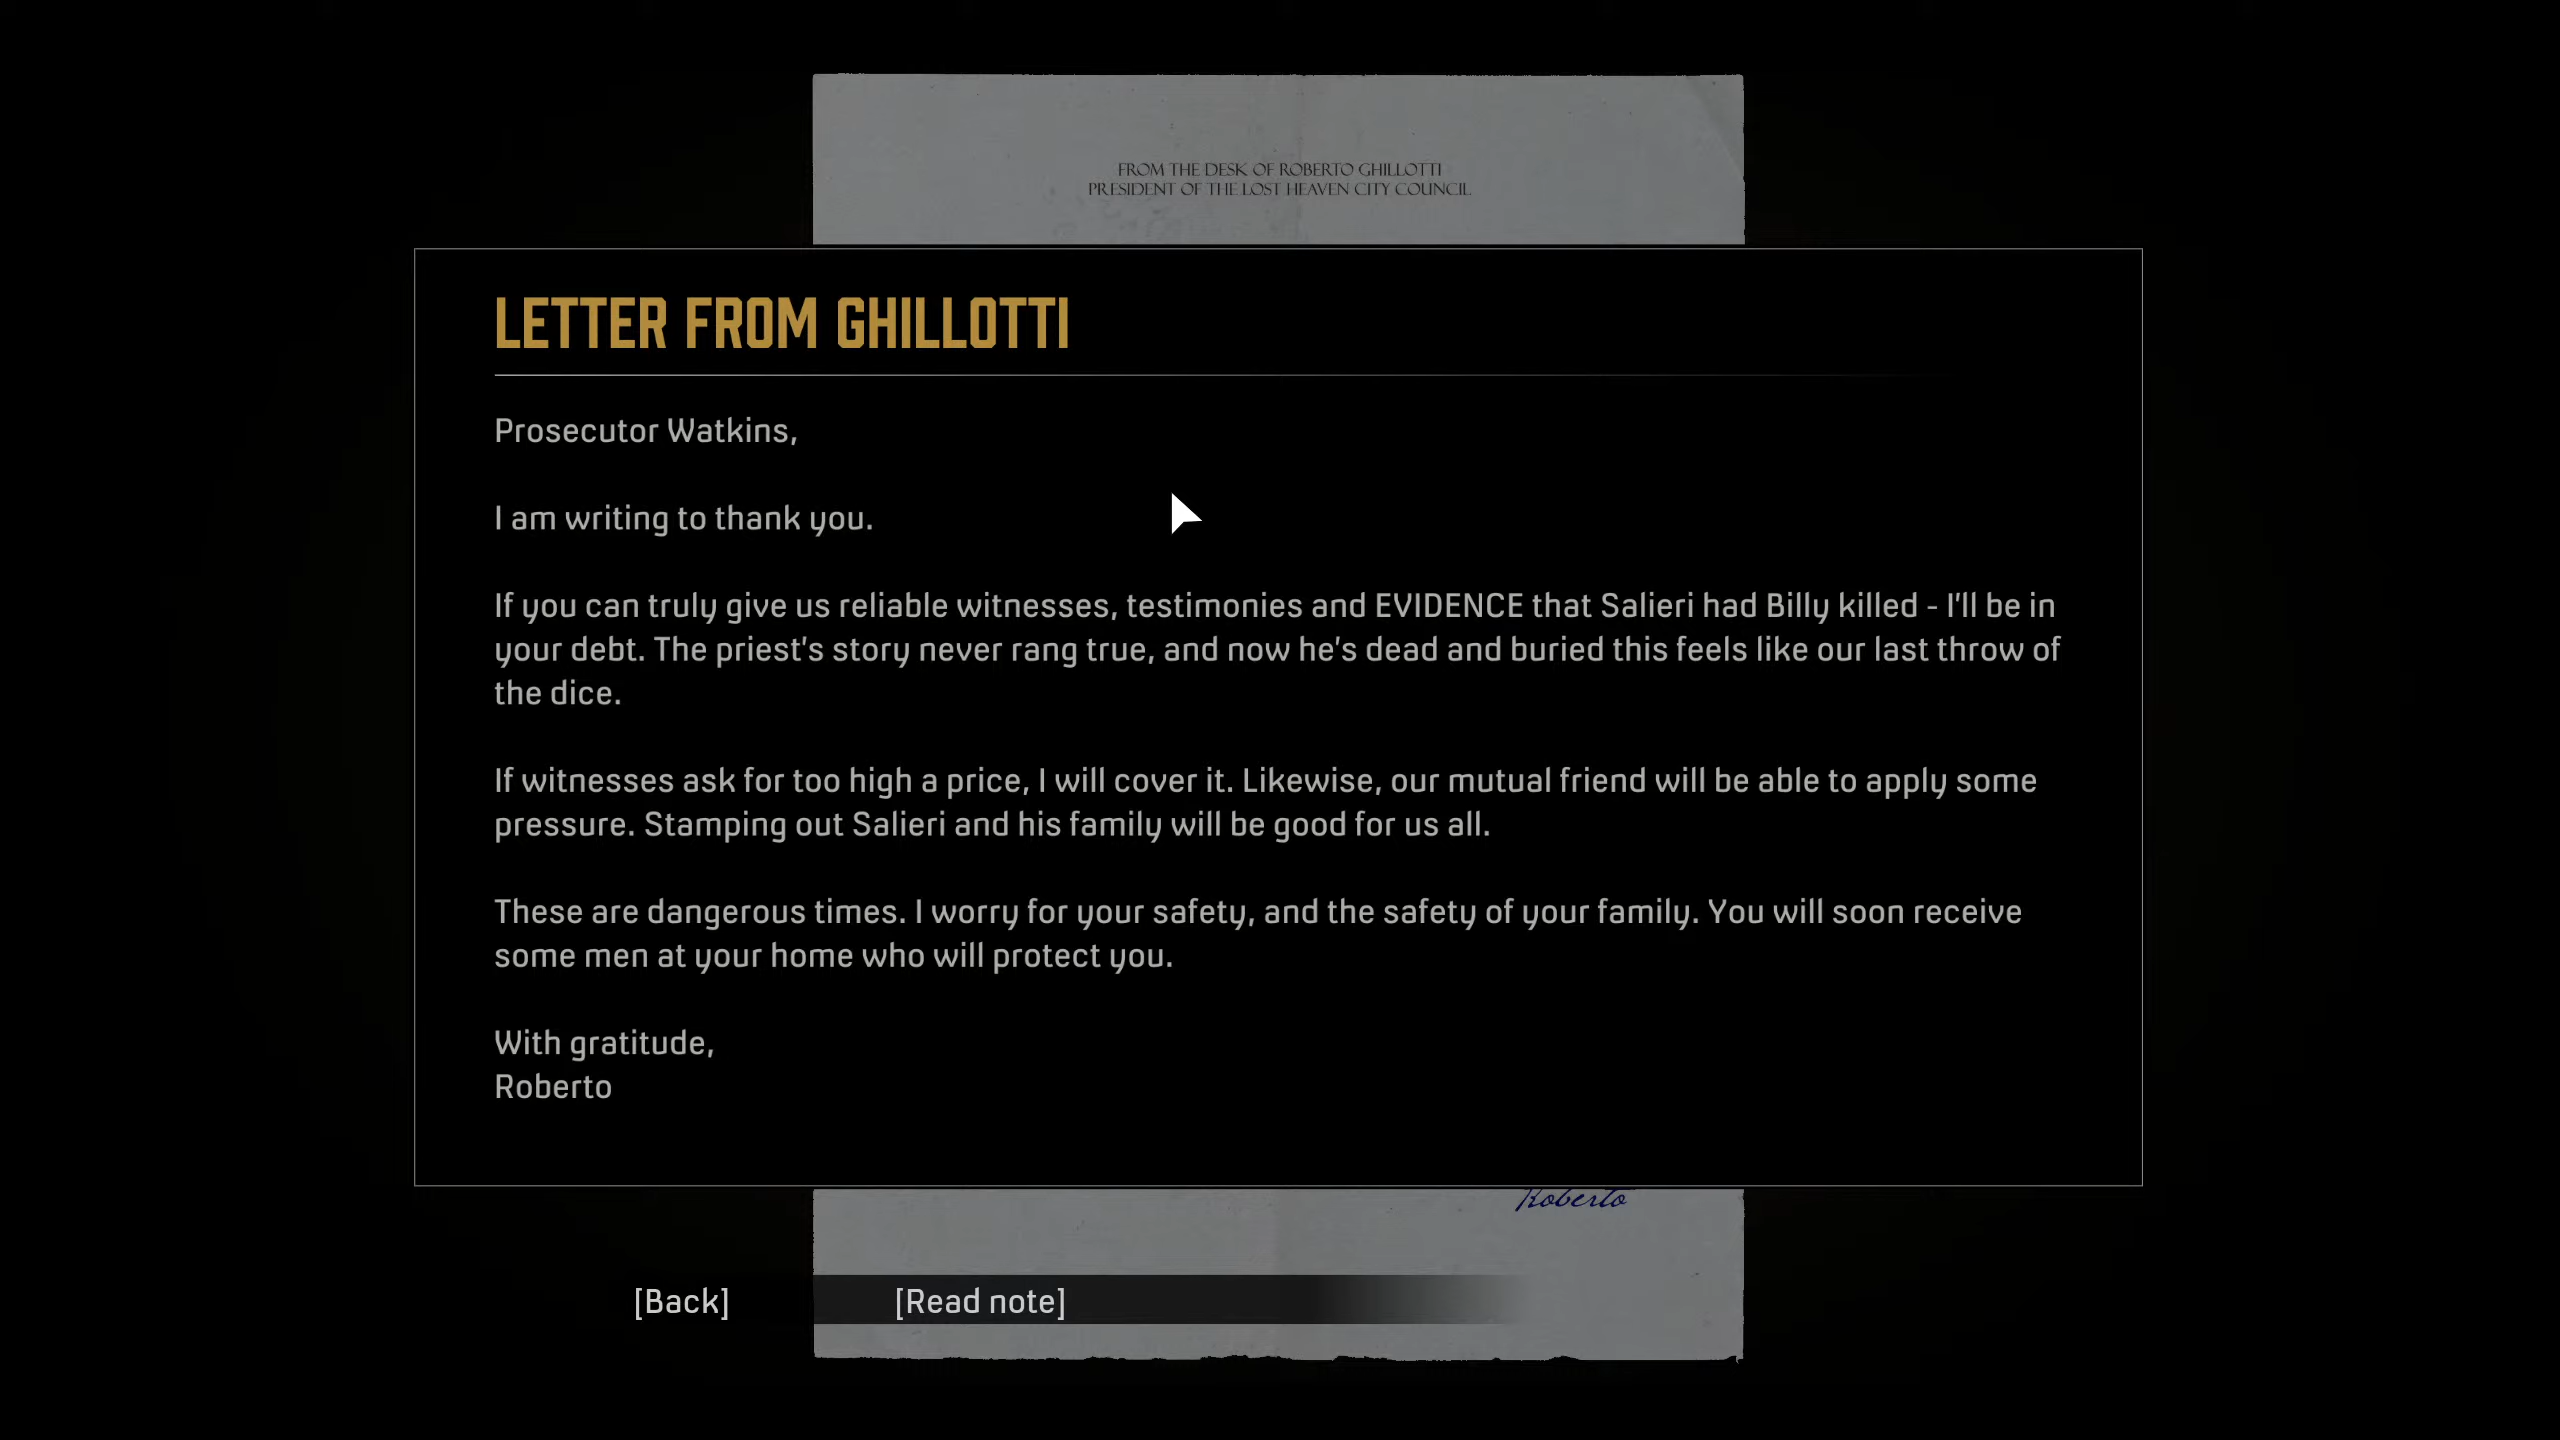 FROM THE DESK OF ROBERTO GHILLOTTI
PRESIDENT OF THE LOST HEAVEN CITY COUNCIL
LETTER FROM GHILLOTTI
Prosecutor Watkins,
I am writing to thank you.
If you can truly give us reliable witnesses, testimonies and EVIDENCE that Salieri had Billy killed - I'll be in
your debt. The priest's story never rang true, and now he's dead and buried this feels like our last throw of
the dice.
If witnesses ask for too high a price, I will cover it. Likewise, our mutual friend will be able to apply some
pressure. Stamping out Salieri and his family will be good for us all.
These are dangerous times. I worry for your safety, and the safety of your family. You will soon receive
some men at your home who will protect you.
With gratitude,
Roberto
Roberto
[Back] [Read note]